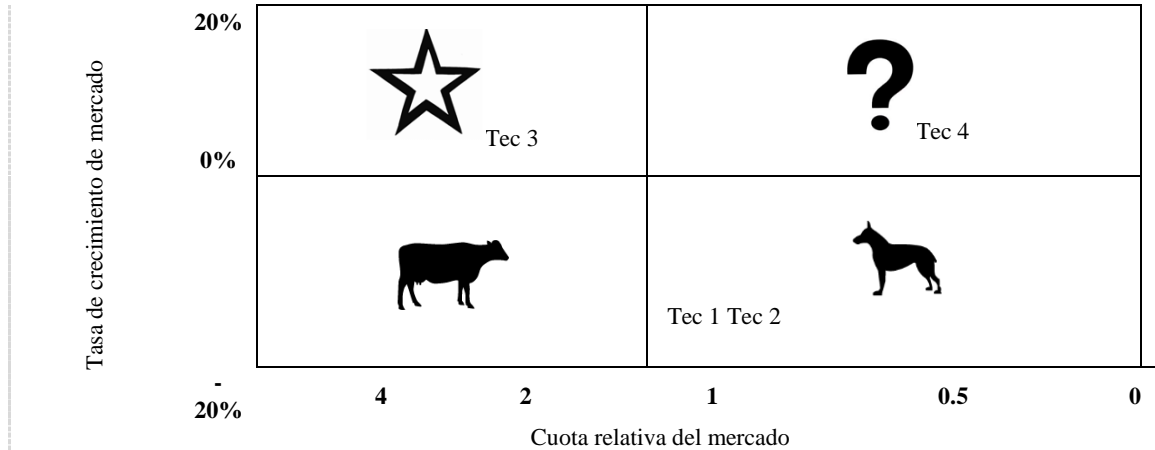 20%
Tec 3
Tec 4
0%
Tasa de crecimiento de mercado
Tec 1 Tec 2
-
20%
4 2 1 0.5 0
Cuota relativa del mercado